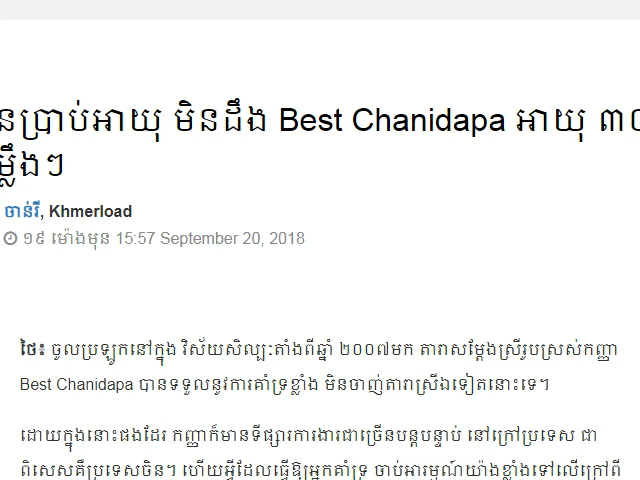 នប្រាប់អាយុ មិនដឹង Best Chanidapa អាយុ ៣០
ម្លឹងៗ
ចាន់រី, Khmerload
១៩ ម៉ោងមុន 15:57 September 20, 2018
ថៃ៖ ចូលប្រឡូកនៅក្នុង វិស័យសិល្បៈតាំងពីឆ្នាំ ២០០៧មក តារាសម្ដែងស្រីរូបស្រស់កញ្ញា
Best Chanidapa បានទទួលនូវការគាំទ្រខ្លាំង មិនចាញ់តារាស្រីឯទៀតនោះទេ។
ដោយក្នុងនោះផងដែរ កញ្ញាក៏មានទីផ្សារការងារជាច្រើនបន្តបន្ទាប់ នៅក្រៅប្រទេស ជា
ពិសេសគឺប្រទេសចិន។ ហើយអ្វីដែលធ្វើឱ្យអ្នកគាំទ្រ ចាប់អារម្មណ៍យ៉ាងខ្លាំងទៅលើក្រៅពី